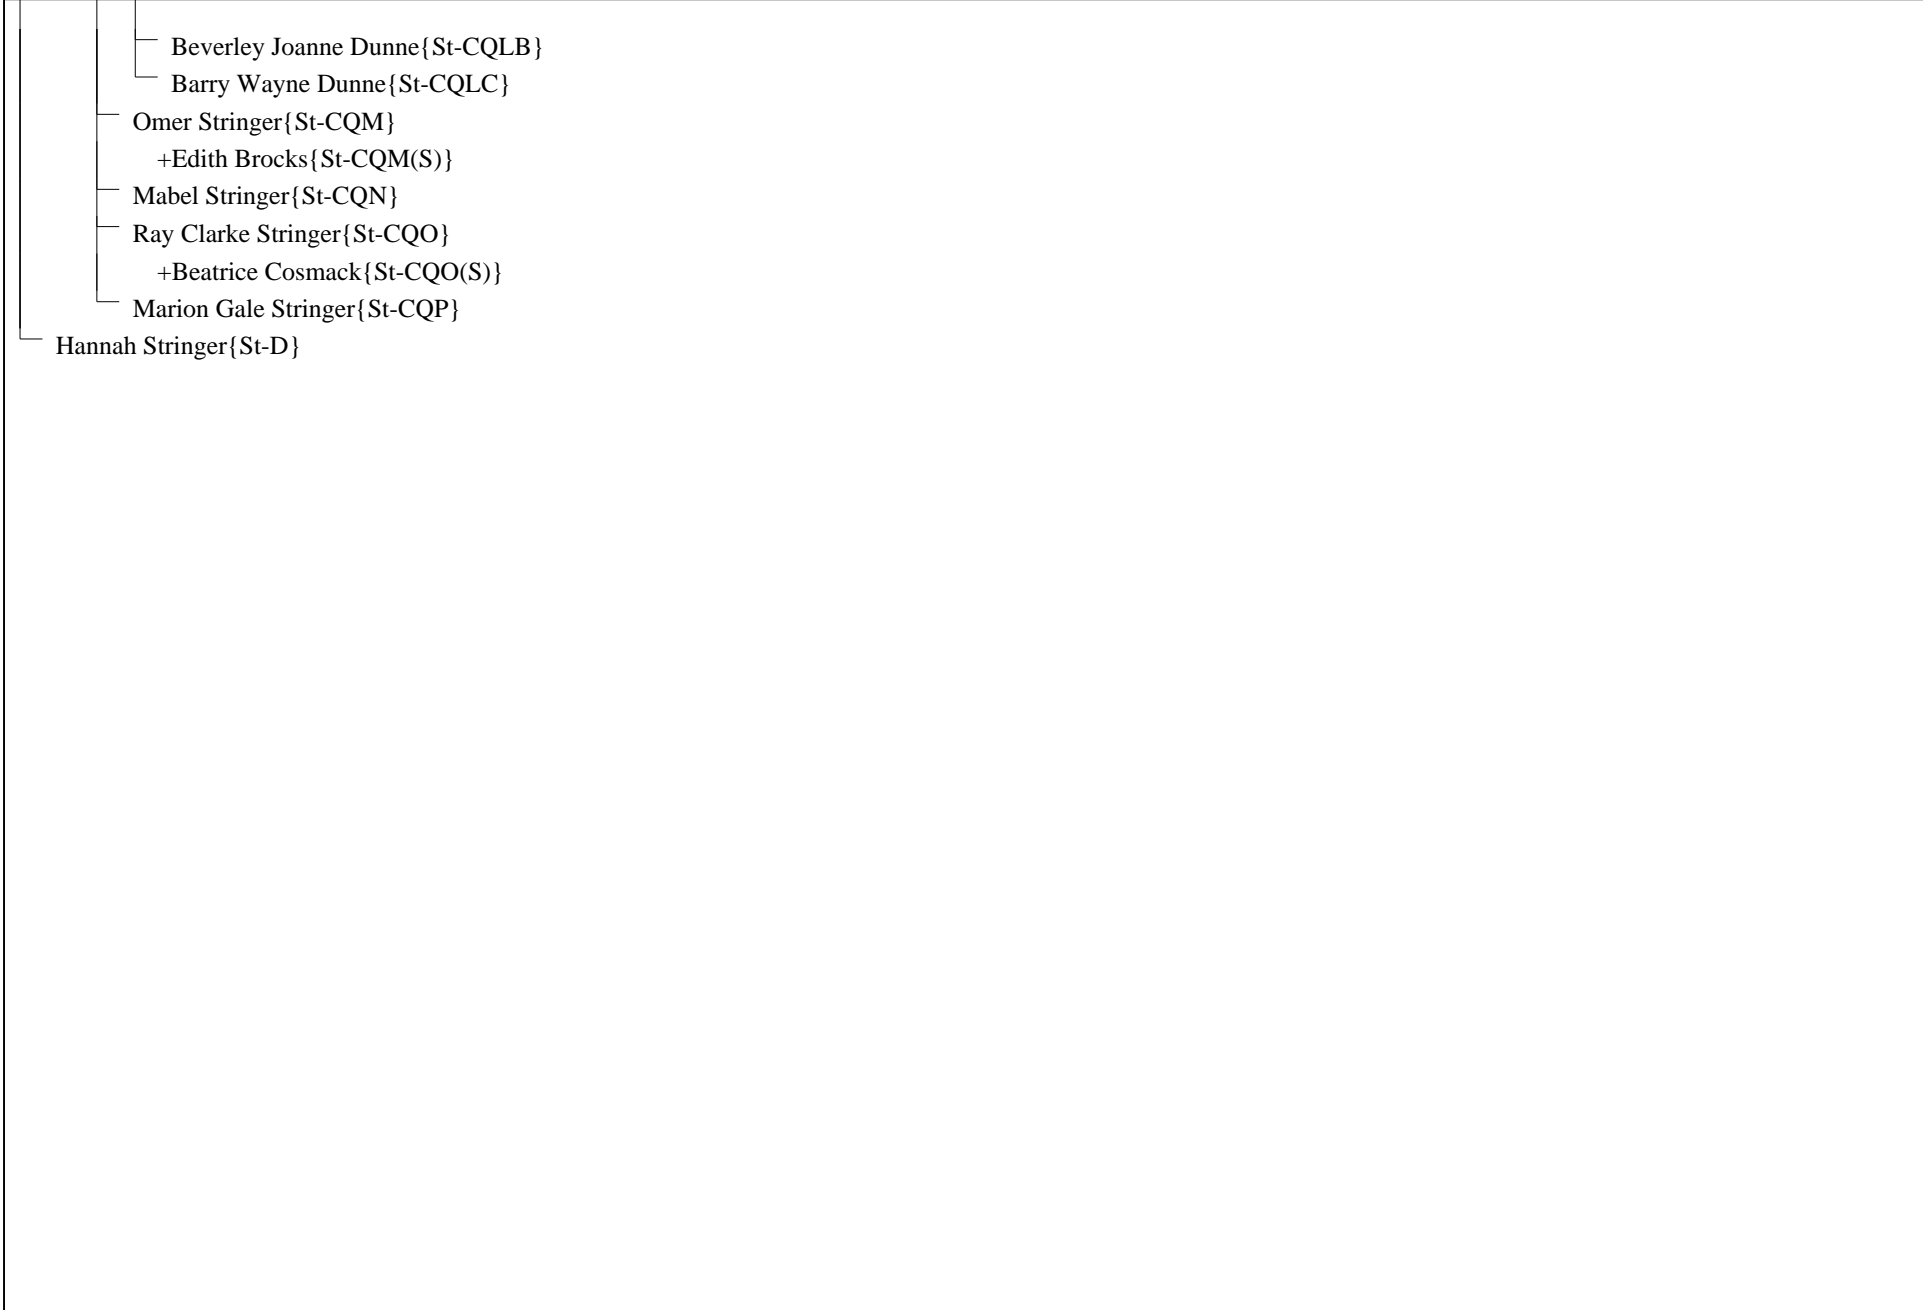 Beverley Joanne Dunne{St-CQLB}
Barry Wayne Dunne{St-CQLC}
Omer Stringer{St-CQM}
+Edith Brocks{St-CQM(S)}
Mabel Stringer{St-CQN}
Ray Clarke Stringer{St-CQO}
+Beatrice Cosmack{St-CQO(S)}
Marion Gale Stringer{St-CQP}
Hannah Stringer{St-D}